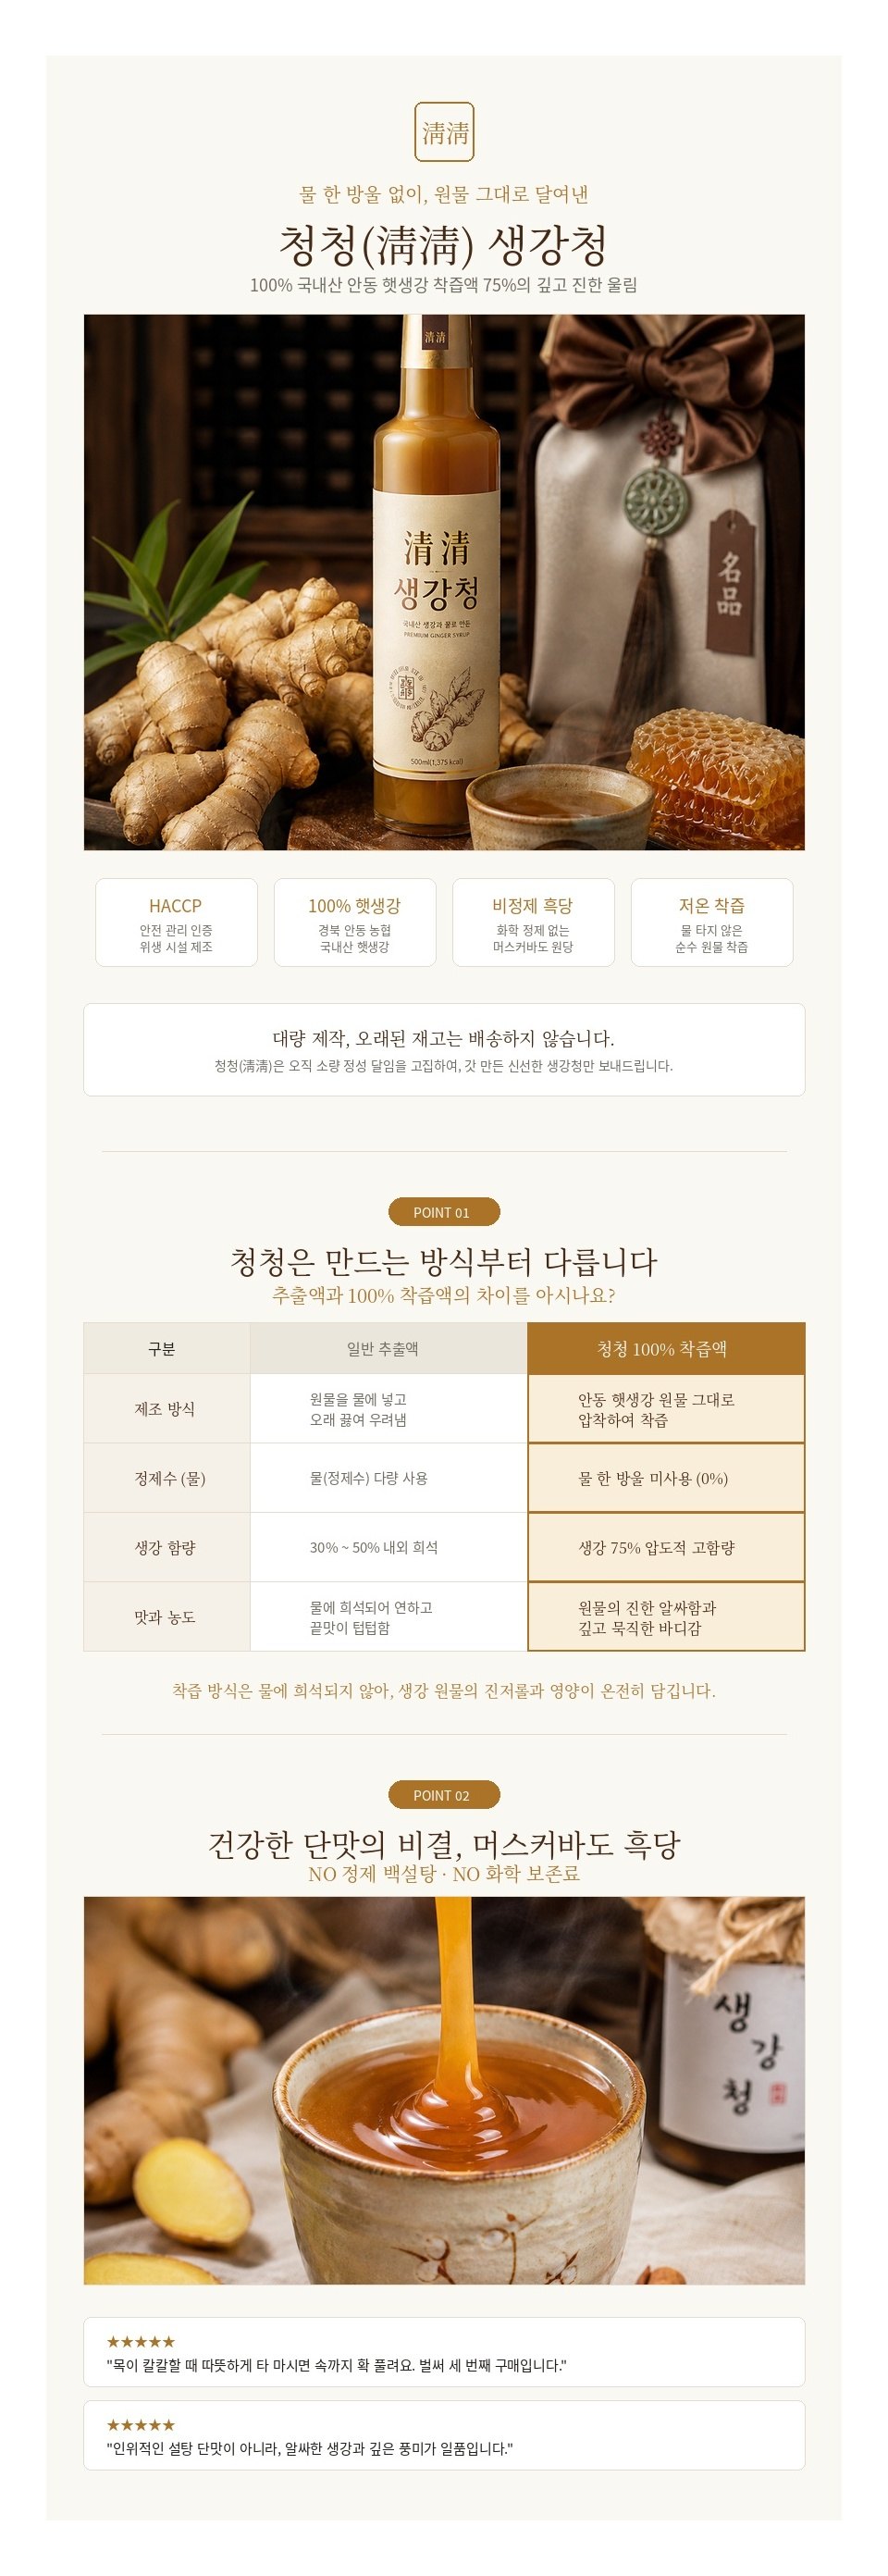 淸淸
물 한 방울 없이, 원물 그대로 달여낸
청청(淸淸) 생강청
100% 국내산 안동 햇생강 착즙액 75%의 깊고 진한 울림
清清
清清
생강청
국내산 생강과 꿀로 만든
PREMIUM GINGER SYRUP
500ml(1,375 kcal)
名品
HACCP
안전 관리 인증
위생 시설 제조
100% 햇생강
경북 안동 농협
국내산 햇생강
비정제 흑당
화학 정제 없는
머스커바도 원당
저온 착즙
물 타지 않은
순수 원물 착즙
대량 제작, 오래된 재고는 배송하지 않습니다.
청청(淸淸)은 오직 소량 정성 달임을 고집하여, 갓 만든 신선한 생강청만 보내드립니다.
POINT 01
청청은 만드는 방식부터 다릅니다
추출액과 100% 착즙액의 차이를 아시나요?
구분 일반 추출액 청청 100% 착즙액
제조 방식
원물을 물에 넣고
오래 끓여 우려냄
안동 햇생강 원물 그대로
압착하여 착즙
정제수 (물) 물(정제수) 다량 사용 물 한 방울 미사용 (0%)
생강 함량 30% ~ 50% 내외 희석 생강 75% 압도적 고함량
맛과 농도
물에 희석되어 연하고
끝맛이 텁텁함
원물의 진한 알싸함과
깊고 묵직한 바디감
착즙 방식은 물에 희석되지 않아, 생강 원물의 진저롤과 영양이 온전히 담깁니다.
POINT 02
건강한 단맛의 비결, 머스커바도 흑당
NO 정제 백설탕 · NO 화학 보존료
생강청
★★★★★
"목이 칼칼할 때 따뜻하게 타 마시면 속까지 확 풀려요. 벌써 세 번째 구매입니다."
★★★★★
"인위적인 설탕 단맛이 아니라, 알싸한 생강과 깊은 풍미가 일품입니다."